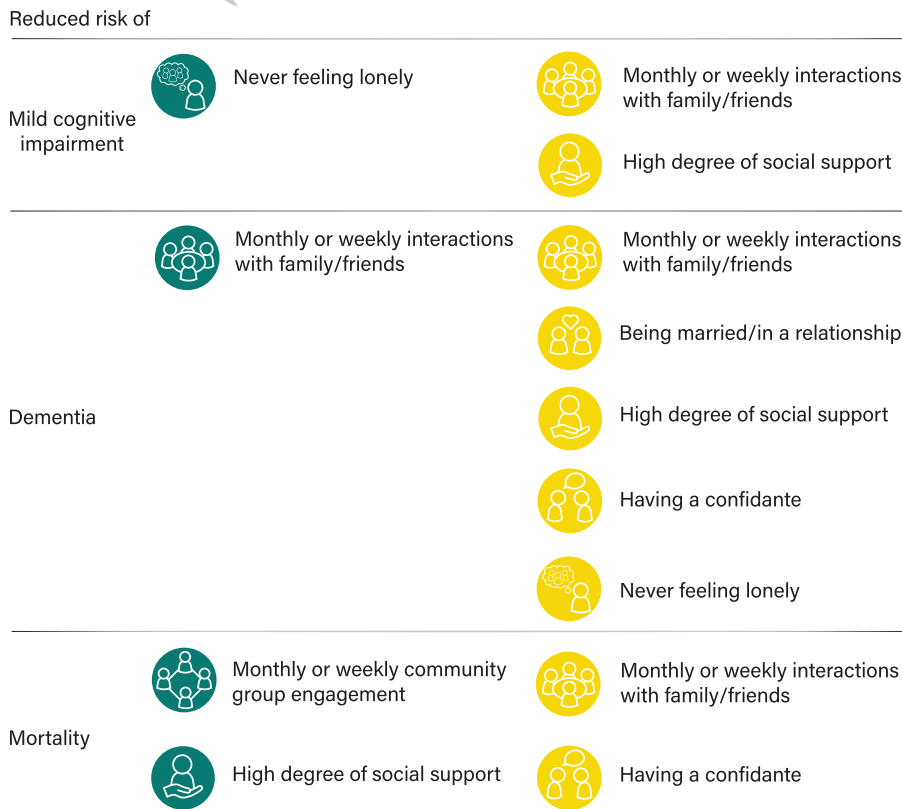 Reduced risk of
Mild cognitive
impairment
Never feeling lonely
Monthly or weekly interactions
with family/friends
High degree of social support
Dementia
Monthly or weekly interactions
with family/friends
Monthly or weekly interactions
with family/friends
Being married/in a relationship
High degree of social support
Having a confidante
Never feeling lonely
Mortality
Monthly or weekly community
group engagement
High degree of social support
Monthly or weekly interactions
with family/friends
Having a confidante